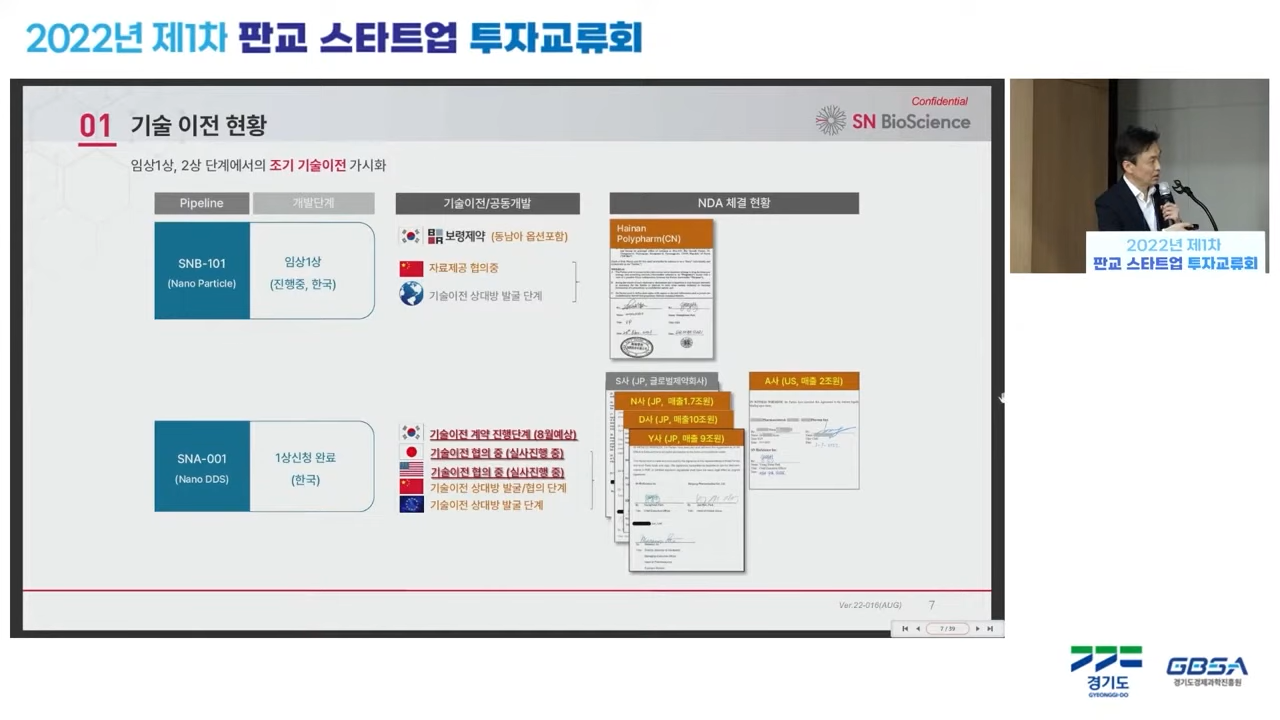 2022년 제1차 판교 스타트업 투자교류회
Confidential
01 기술 이전 현황
SN BioScience
임상1상, 2상 단계에서의 조기 기술이전 가시화
Pipeline
개발단계
기술이전/공동개발
NDA 체결 현황
SNB-101
(Nano Particle)
임상1상
(진행중, 한국)
BR 보령제약 (동남아 옵션포함)
자료제공 협의중
기술이전 상대방 발굴 단계
Hainan
Polypharm(CN)
SNA-001
(Nano DDS)
1상신청 완료
(한국)
기술이전 계약 진행단계 (8월예상)
기술이전 협의 중 (실사진행 중)
기술이전 협의 중 (실사진행 중)
기술이전 상대방 발굴/협의 단계
기술이전 상대방 발굴 단계
S사 (JP, 글로벌제약회사)
N사 (JP, 매출1.7조원)
D사 (JP, 매출10조원)
Y사 (JP, 매출 9조원)
A사 (US, 매출 2조원)
Ver.22-016(AUG)
7
7 / 39
2022년 제1차
판교 스타트업 투자교류회
경기도
GYEONGGI-DO
GBSA
경기도경제과학진흥원